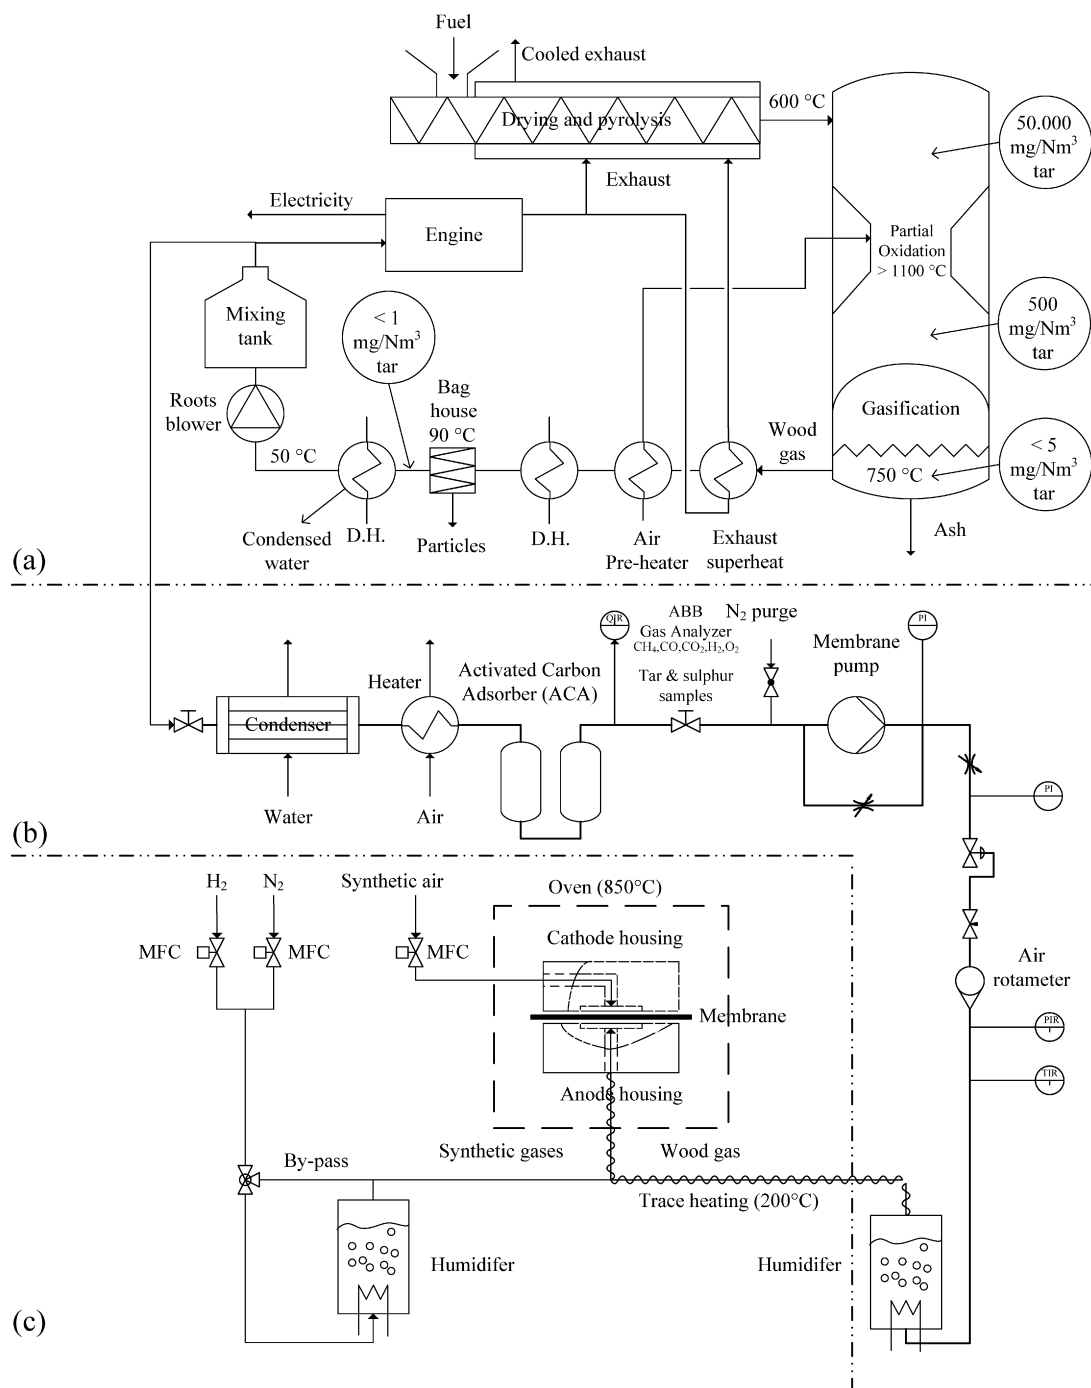 Fuel
Cooled exhaust
600 °C
Drying and pyrolysis
50.000
mg/Nm³
tar
Exhaust
Electricity
Engine
Partial
Oxidation
> 1100 °C
Mixing
tank
< 1
mg/Nm³
tar
500
mg/Nm³
tar
Roots
blower
Bag
house
90 °C
Gasification
50 °C
Wood
gas
750 °C
< 5
mg/Nm³
tar
Condensed
water
D.H.
Particles
D.H.
Air
Pre-heater
Exhaust
superheat
Ash
(a)
QIR
ABB
Gas Analyzer
CH₄,CO,CO₂,H₂,O₂
N₂ purge
PI
Membrane
pump
Heater
Activated Carbon
Adsorber (ACA)
Tar & sulphur
samples
Condenser
Water
Air
PI
(b)
H₂
N₂
Synthetic air
Oven (850°C)
MFC
MFC
MFC
Cathode housing
Air
rotameter
Membrane
PIR
TIR
Anode housing
Synthetic gases
Wood gas
By-pass
Trace heating (200°C)
Humidifer
Humidifer
(c)